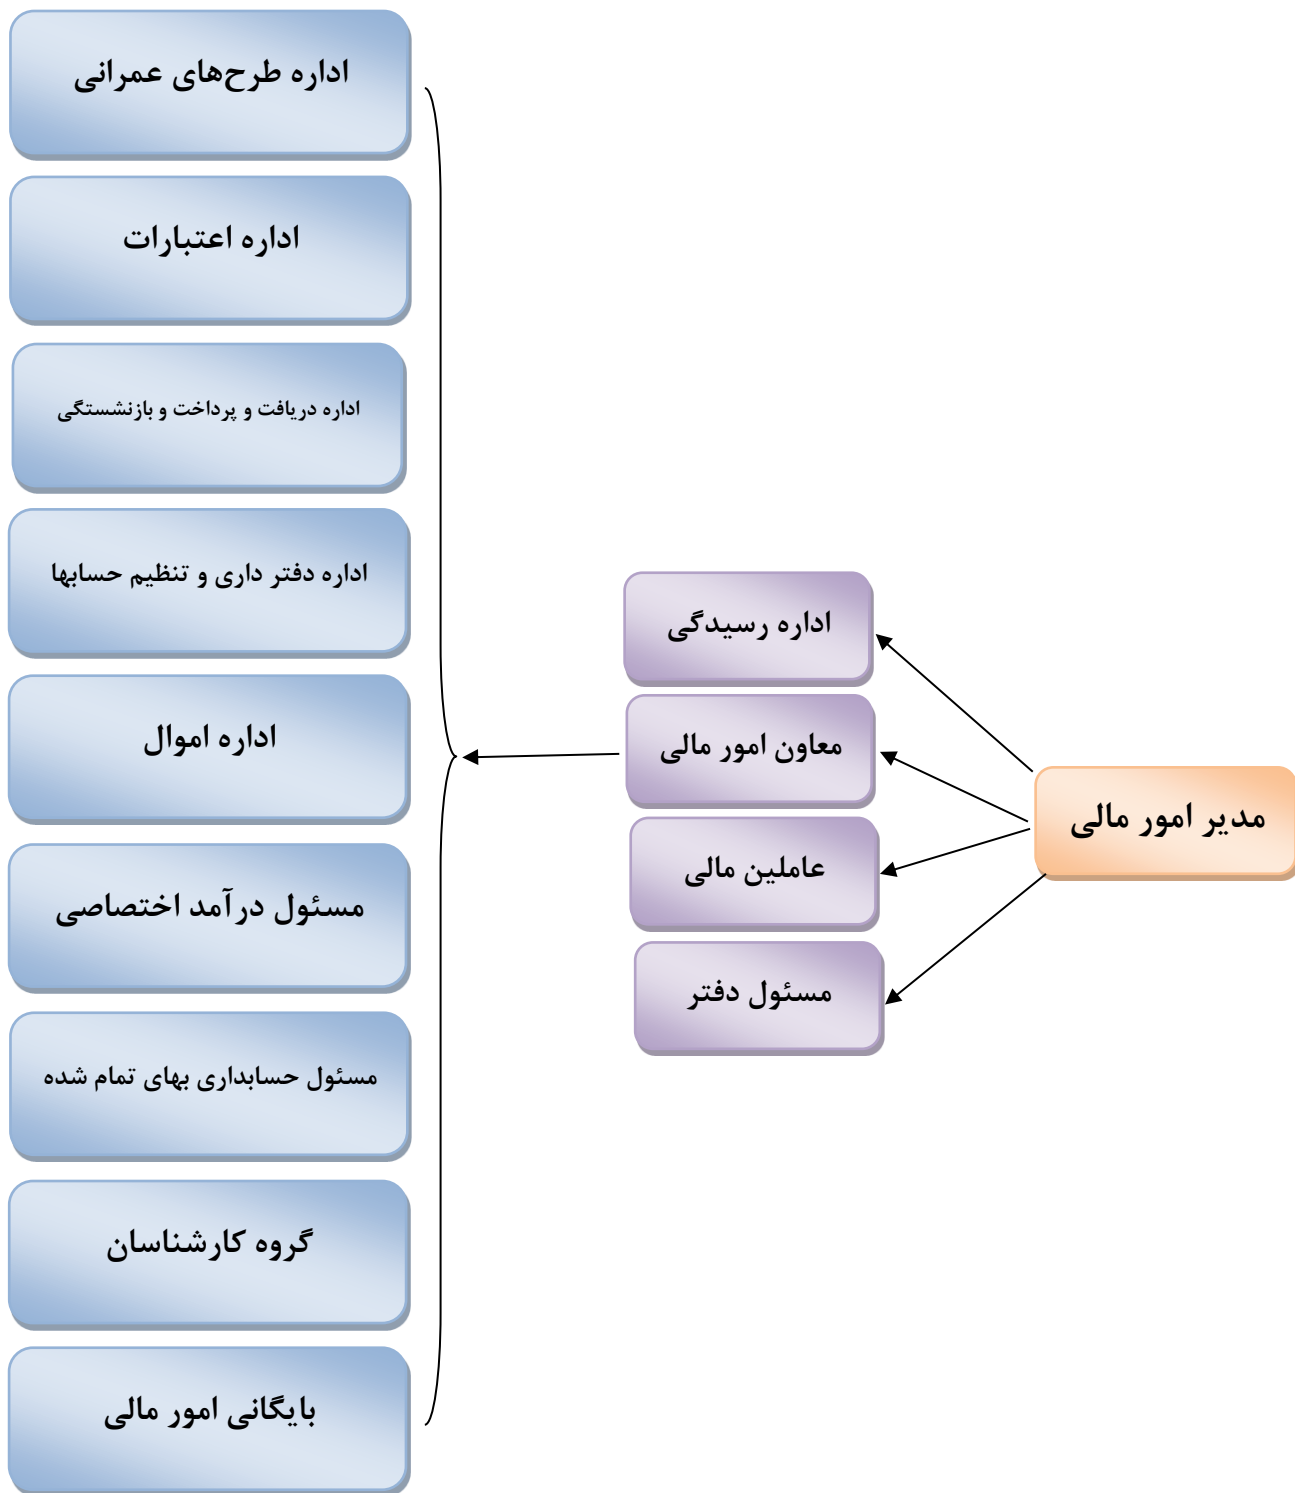 مدیر امور مالی
اداره رسیدگی
معاون امور مالی
عاملین مالی
مسئول دفتر
اداره طرح‌های عمرانی
اداره اعتبارات
اداره دریافت و پرداخت و بازنشستگی
اداره دفتر داری و تنظیم حسابها
اداره اموال
مسئول درآمد اختصاصی
مسئول حسابداری بهای تمام شده
گروه کارشناسان
بایگانی امور مالی